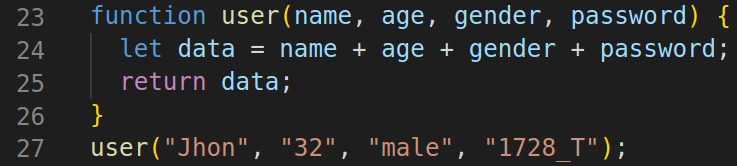 23 function user(name, age, gender, password) {
24 let data = name + age + gender + password;
25 return data;
26 }
27 user("Jhon", "32", "male", "1728_T");